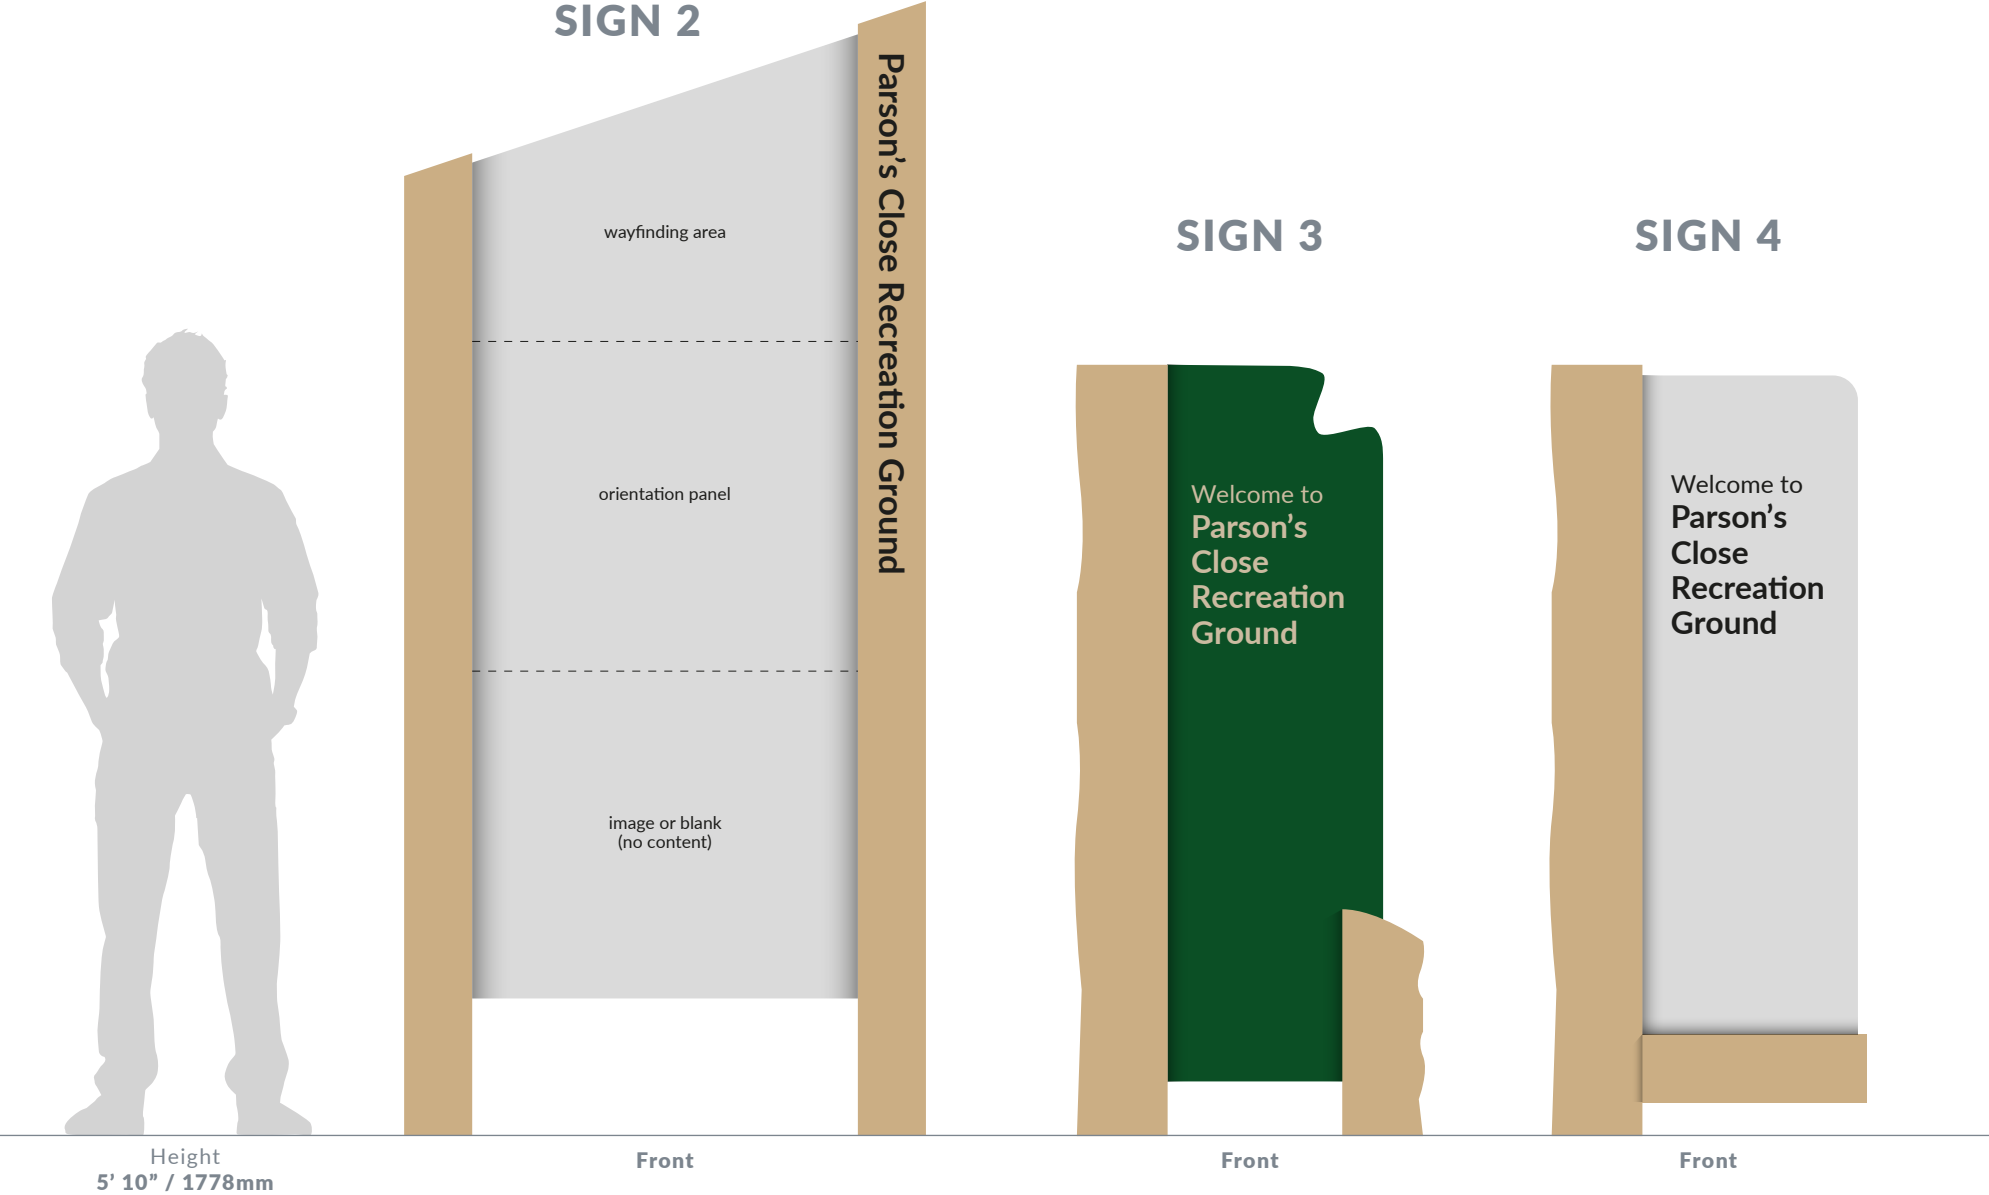 SIGN 2
Parson’s Close Recreation Ground
wayfinding area
orientation panel
image or blank
(no content)
SIGN 3
Welcome to
Parson’s
Close
Recreation
Ground
SIGN 4
Welcome to
Parson’s
Close
Recreation
Ground
Height
5’ 10” / 1778mm
Front
Front
Front